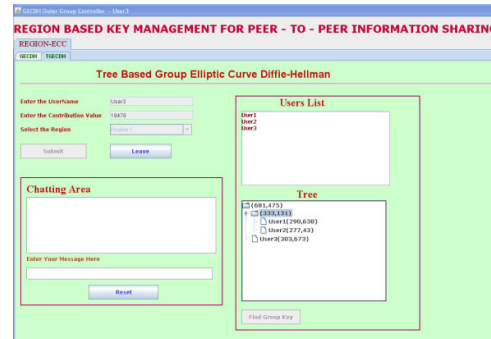 GECDH Outer Group Controller - User3
REGION BASED KEY MANAGEMENT FOR PEER - TO - PEER INFORMATION SHARING
REGION-ECC
GECDH TGECDH
Tree Based Group Elliptic Curve Diffie-Hellman
Enter the UserName User3
Enter the Contribution Value 19478
Select the Region Region C
Submit Leave
Users List
User1
User2
User3
Chatting Area
Enter Your Message Here
Reset
Tree
(681,475)
(333,131)
User1(290,638)
User2(277,43)
User3(303,673)
Find Group Key